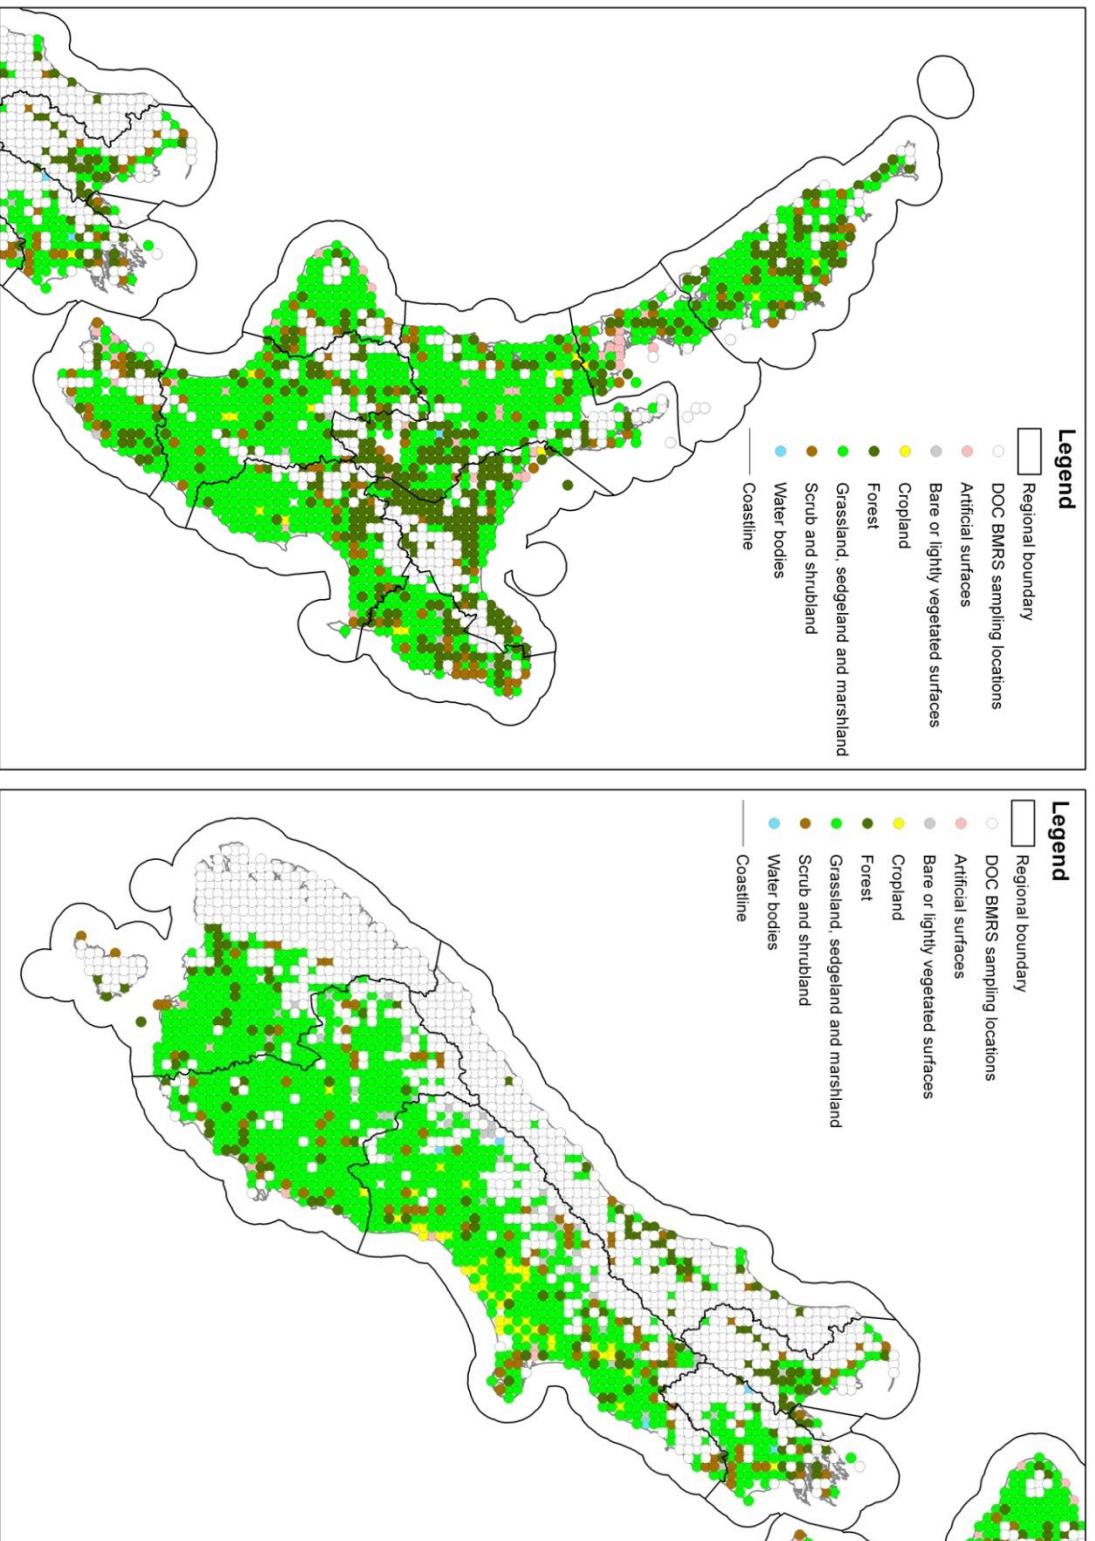 Legend
Regional boundary
DOC BMRS sampling locations
Artificial surfaces
Bare or lightly vegetated surfaces
Cropland
Forest
Grassland, sedgeland and marshland
Scrub and shrubland
Water bodies
Coastline
Legend
Regional boundary
DOC BMRS sampling locations
Artificial surfaces
Bare or lightly vegetated surfaces
Cropland
Forest
Grassland, sedgeland and marshland
Scrub and shrubland
Water bodies
Coastline